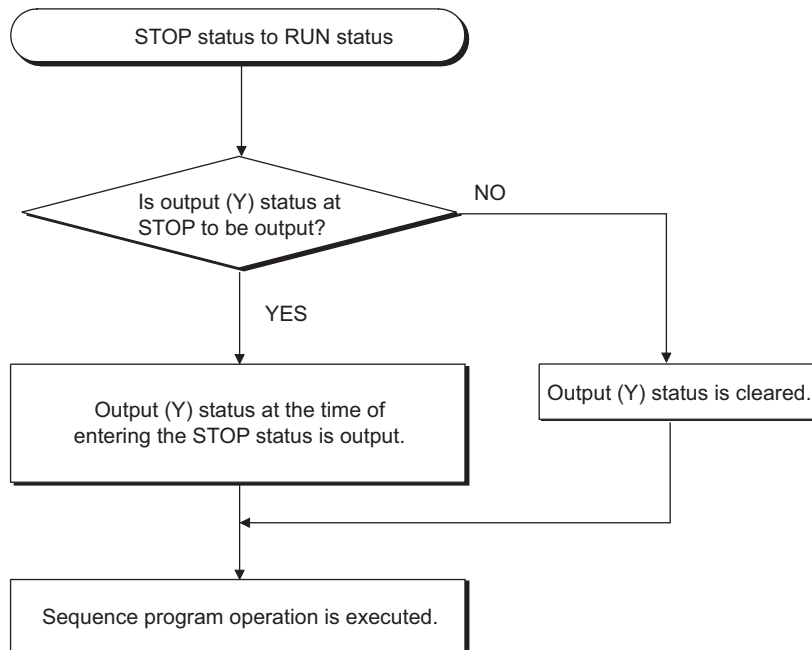 STOP status to RUN status
Is output (Y) status at
STOP to be output?
NO
YES
Output (Y) status at the time of
entering the STOP status is output.
Output (Y) status is cleared.
Sequence program operation is executed.